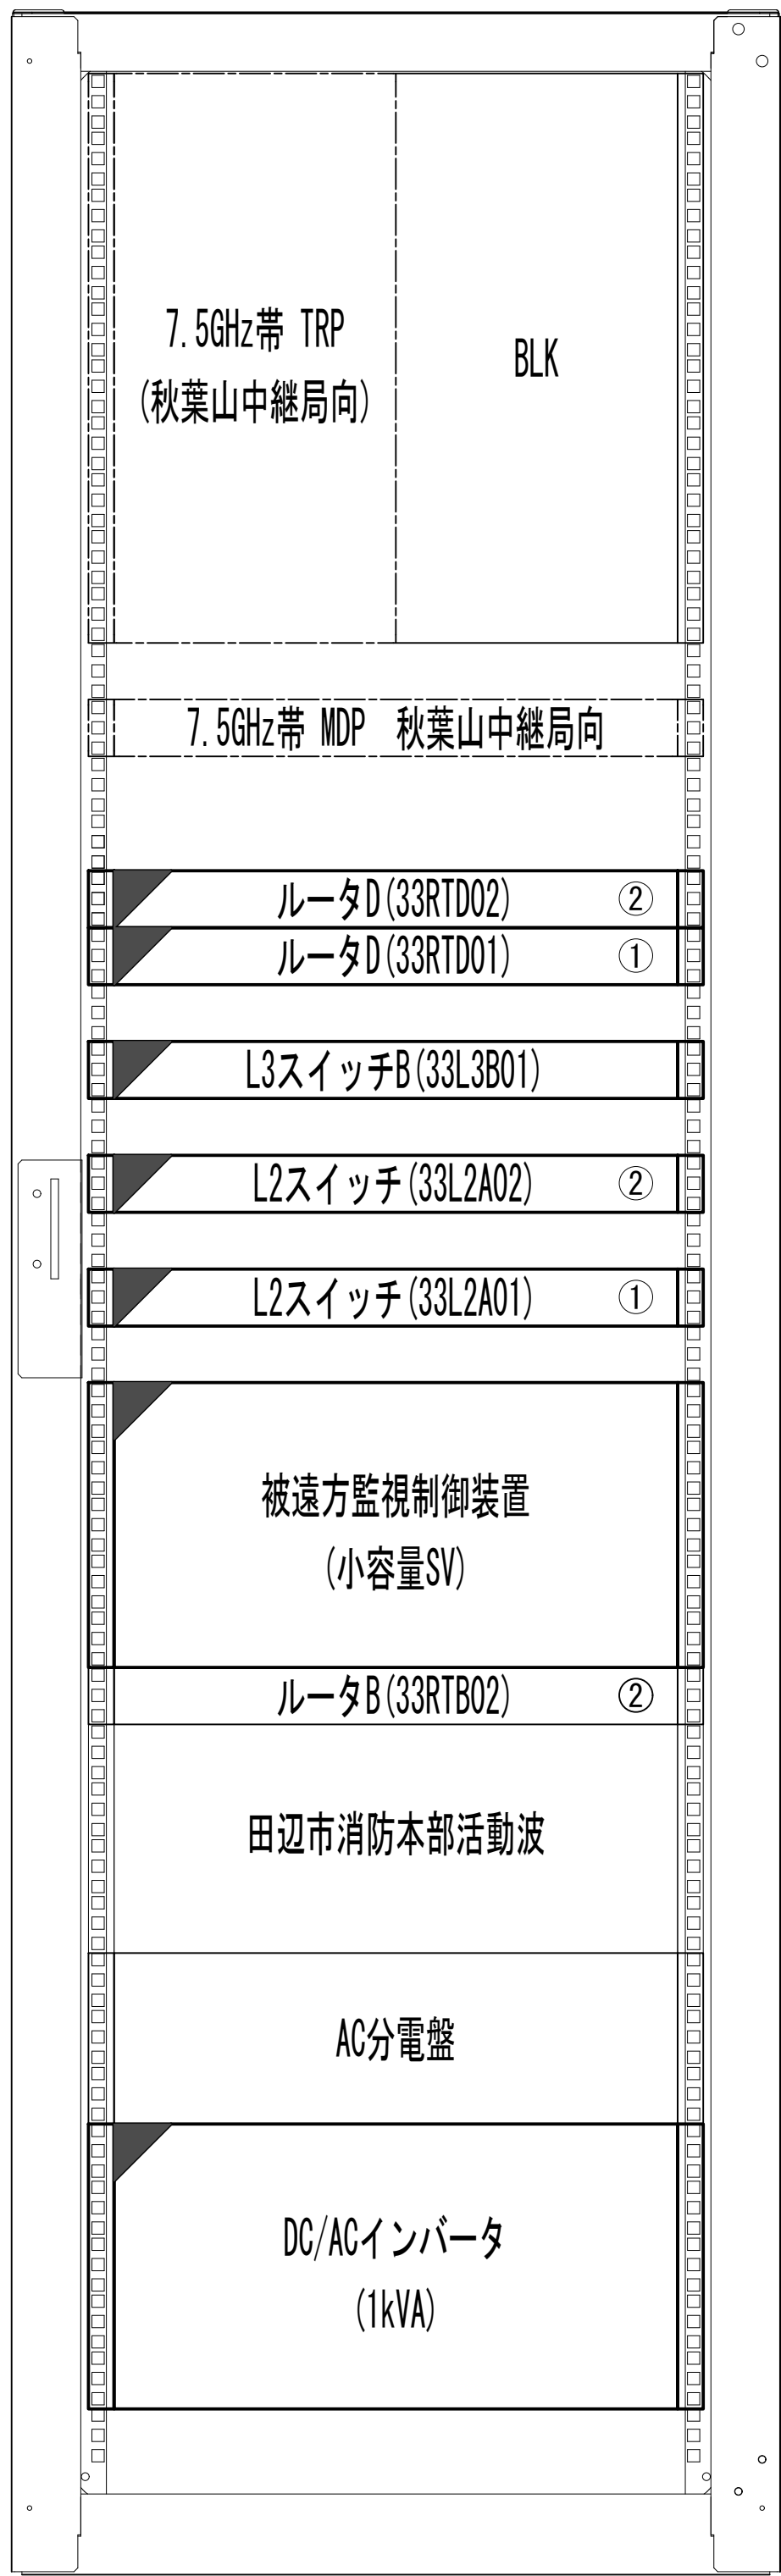 7.5GHz帯 TRP
(秋葉山中継局向)
BLK
7.5GHz帯 MDP　秋葉山中継局向
ルータD(33RTD02) ②
ルータD(33RTD01) ①
L3スイッチB(33L3B01)
L2スイッチ(33L2A02) ②
L2スイッチ(33L2A01) ①
被遠方監視制御装置
(小容量SV)
ルータB(33RTB02) ②
田辺市消防本部活動波
AC分電盤
DC/ACインバータ
(1kVA)